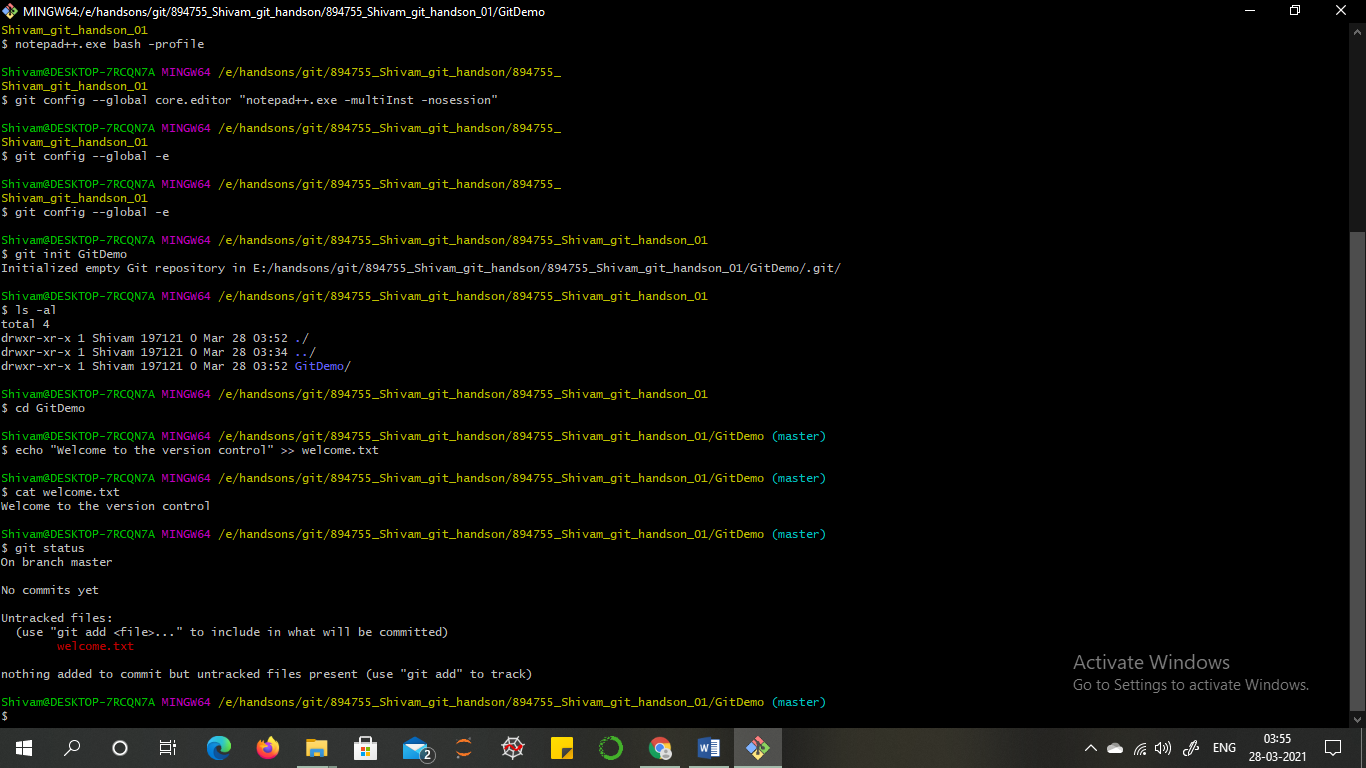 MINGW64:/e/handsons/git/894755_Shivam_git_handson/894755_Shivam_git_handson_01/GitDemo
Shivam_git_handson_01
$ notepad++.exe bash -profile
Shivam@DESKTOP-7RCQN7A MINGW64 /e/handsons/git/894755_Shivam_git_handson/894755_
Shivam_git_handson_01
$ git config --global core.editor "notepad++.exe -multiInst -nosession"
Shivam@DESKTOP-7RCQN7A MINGW64 /e/handsons/git/894755_Shivam_git_handson/894755_
Shivam_git_handson_01
$ git config --global -e
Shivam@DESKTOP-7RCQN7A MINGW64 /e/handsons/git/894755_Shivam_git_handson/894755_
Shivam_git_handson_01
$ git config --global -e
Shivam@DESKTOP-7RCQN7A MINGW64 /e/handsons/git/894755_Shivam_git_handson/894755_Shivam_git_handson_01
$ git init GitDemo
Initialized empty Git repository in E:/handsons/git/894755_Shivam_git_handson/894755_Shivam_git_handson_01/GitDemo/.git/
Shivam@DESKTOP-7RCQN7A MINGW64 /e/handsons/git/894755_Shivam_git_handson/894755_Shivam_git_handson_01
$ ls -al
total 4
drwxr-xr-x 1 Shivam 197121 0 Mar 28 03:52 ./
drwxr-xr-x 1 Shivam 197121 0 Mar 28 03:34 ../
drwxr-xr-x 1 Shivam 197121 0 Mar 28 03:52 GitDemo/
Shivam@DESKTOP-7RCQN7A MINGW64 /e/handsons/git/894755_Shivam_git_handson/894755_Shivam_git_handson_01
$ cd GitDemo
Shivam@DESKTOP-7RCQN7A MINGW64 /e/handsons/git/894755_Shivam_git_handson/894755_Shivam_git_handson_01/GitDemo (master)
$ echo "Welcome to the version control" >> welcome.txt
Shivam@DESKTOP-7RCQN7A MINGW64 /e/handsons/git/894755_Shivam_git_handson/894755_Shivam_git_handson_01/GitDemo (master)
$ cat welcome.txt
Welcome to the version control
Shivam@DESKTOP-7RCQN7A MINGW64 /e/handsons/git/894755_Shivam_git_handson/894755_Shivam_git_handson_01/GitDemo (master)
$ git status
On branch master
No commits yet
Untracked files:
(use "git add <file>..." to include in what will be committed)
welcome.txt
nothing added to commit but untracked files present (use "git add" to track)
Shivam@DESKTOP-7RCQN7A MINGW64 /e/handsons/git/894755_Shivam_git_handson/894755_Shivam_git_handson_01/GitDemo (master)
$
Activate Windows
Go to Settings to activate Windows.
2
ENG
03:55
28-03-2021